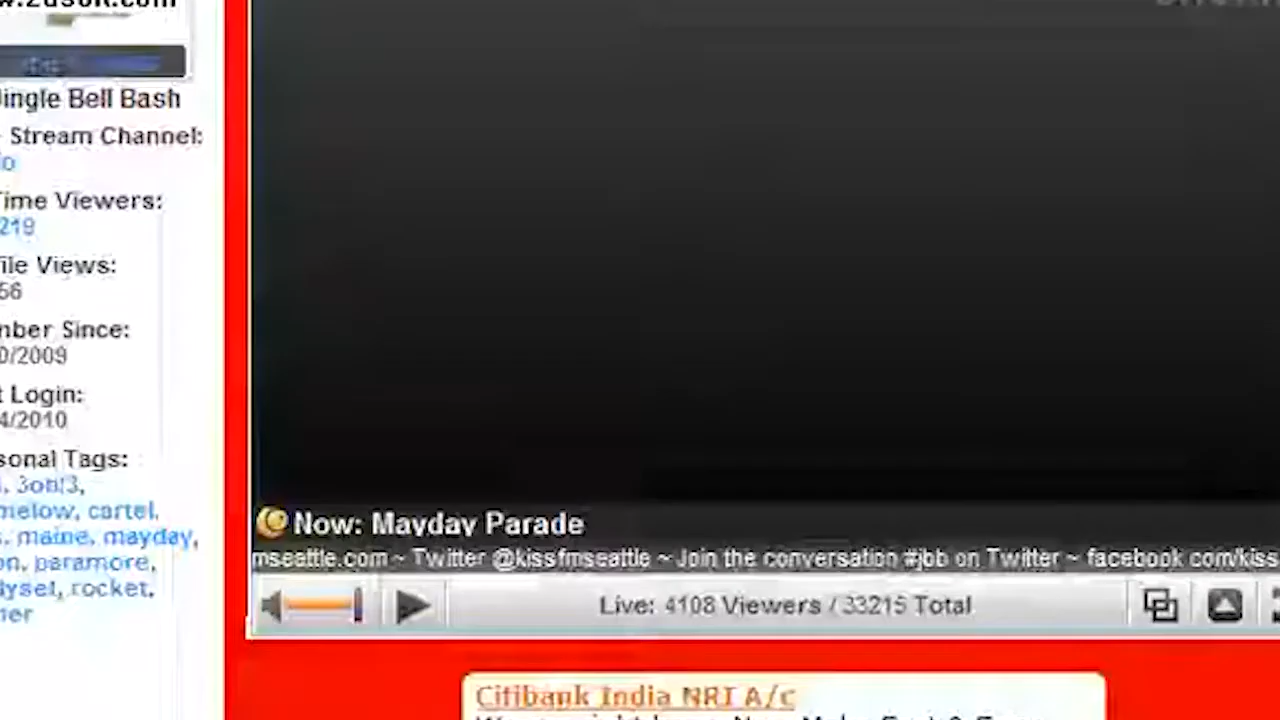 Jingle Bell Bash
- Stream Channel:
Time Viewers:
219
file Views:
56
mber Since:
0/2009
t Login:
4/2010
sonal Tags:
3oh!3,
melow, cartel,
maine, mayday,
on, paramore,
dyset, rocket,
her
Now: Mayday Parade
mseattle.com ~ Twitter @kissfmseattle ~ Join the conversation #jbb on Twitter ~ facebook.com/kiss
Live: 4108 Viewers / 33215 Total
Citibank India NRI A/c